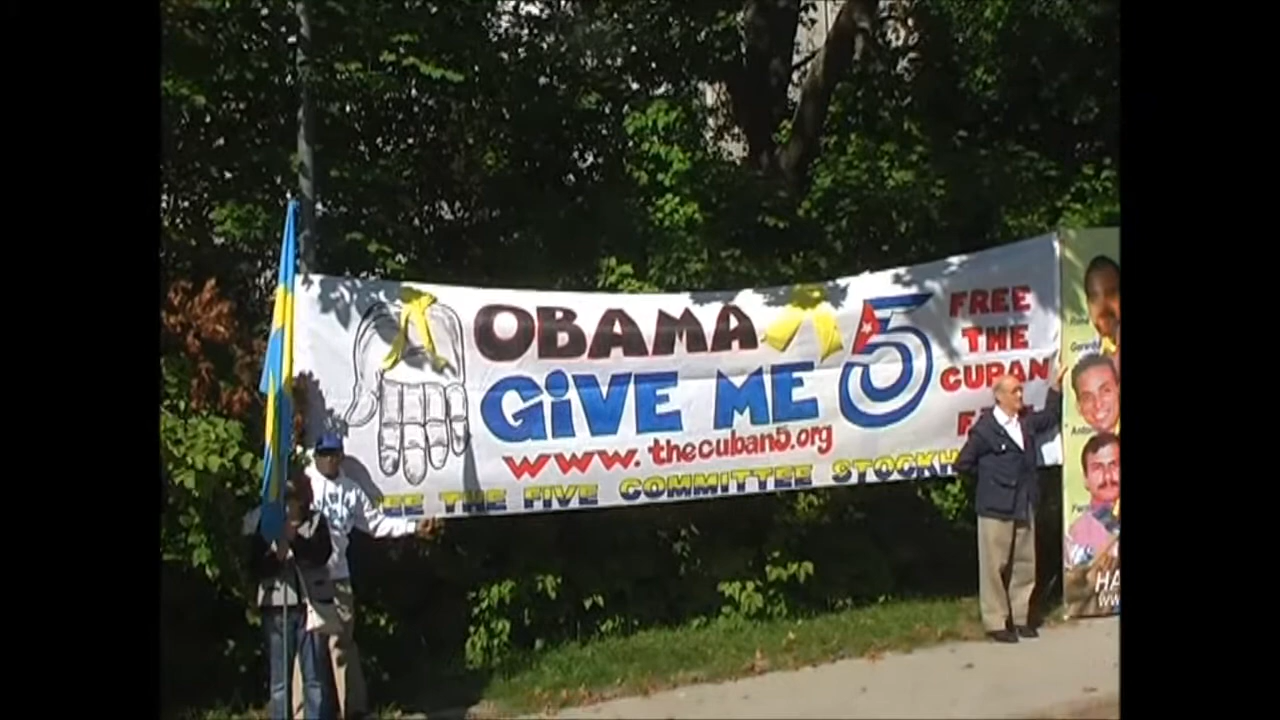 OBAMA
GiVE ME 5
www.thecuban5.org
THE FIVE COMMITTEE
FREE
THE
CUBAN